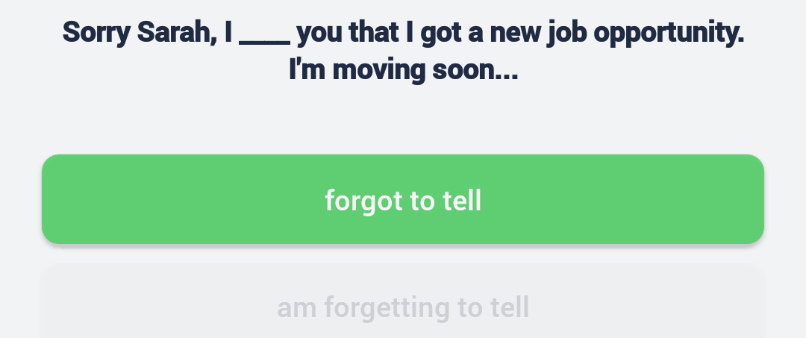 Sorry Sarah, I ____ you that I got a new job opportunity.
I'm moving soon...
forgot to tell
am forgetting to tell